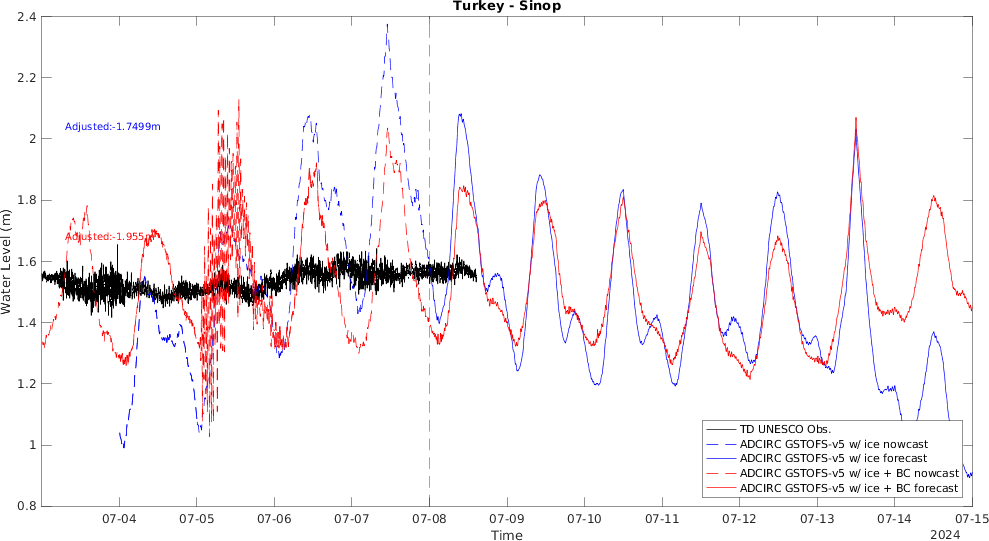 Turkey - Sinop
2.4
2.2
2
1.8
1.6
1.4
1.2
1
0.8
Water Level (m)
Adjusted:-1.7499m
Adjusted:-1.955m
TD UNESCO Obs.
ADCIRC GSTOFS-v5 w/ ice nowcast
ADCIRC GSTOFS-v5 w/ ice forecast
ADCIRC GSTOFS-v5 w/ ice + BC nowcast
ADCIRC GSTOFS-v5 w/ ice + BC forecast
07-04 07-05 07-06 07-07 07-08 07-09 07-10 07-11 07-12 07-13 07-14 07-15
Time
2024